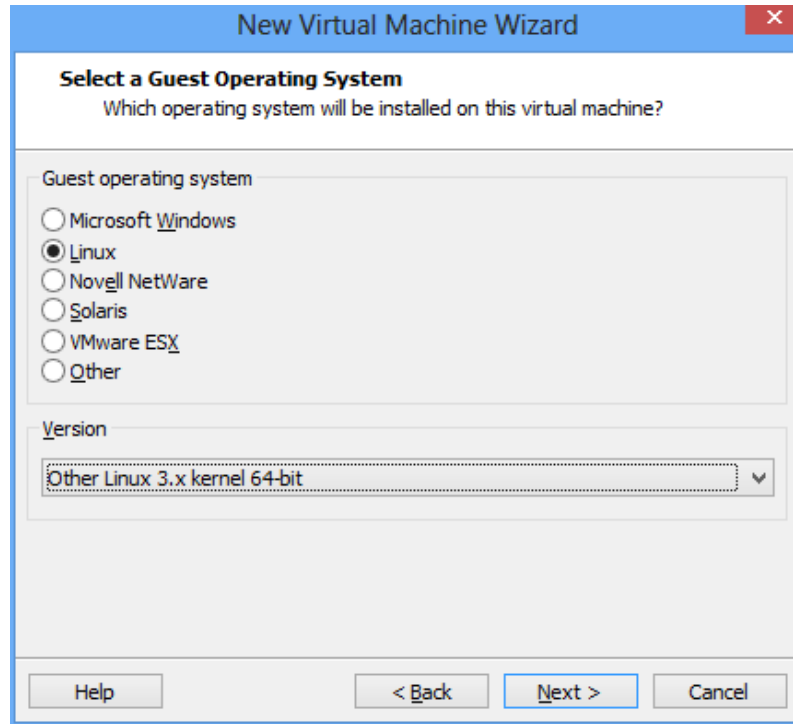 New Virtual Machine Wizard
Select a Guest Operating System
Which operating system will be installed on this virtual machine?
Guest operating system
Microsoft Windows
Linux
Novell NetWare
Solaris
VMware ESX
Other
Version
Other Linux 3.x kernel 64-bit
Help
< Back
Next >
Cancel